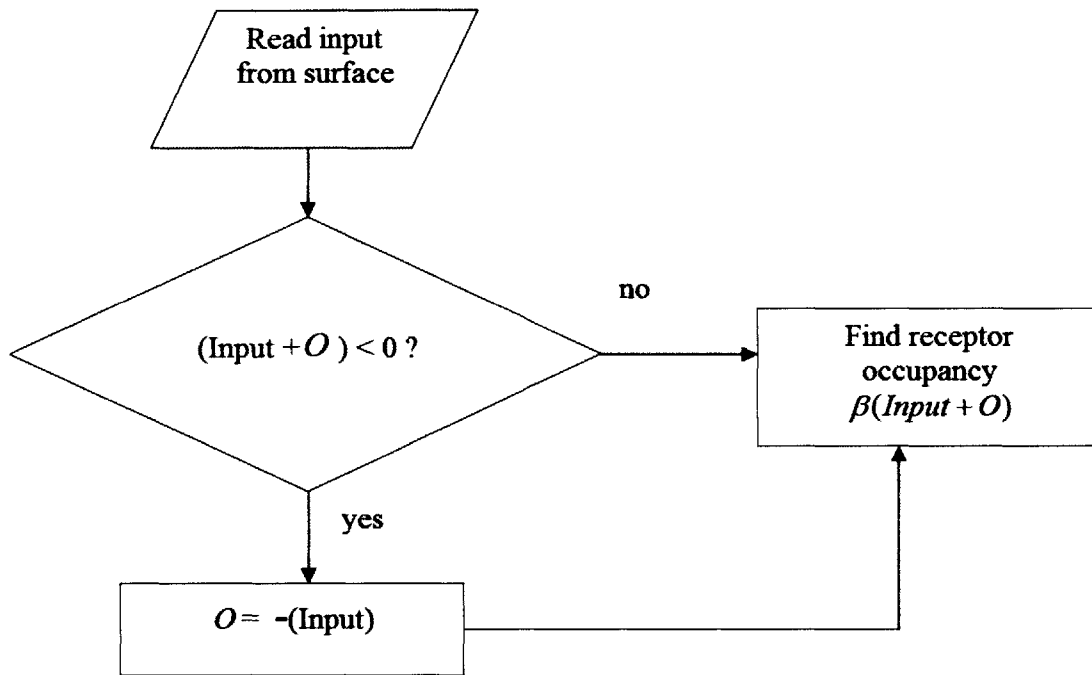 Read input
from surface
(Input + O ) < 0 ?
no
Find receptor
occupancy
β(Input + O)
yes
O = -(Input)